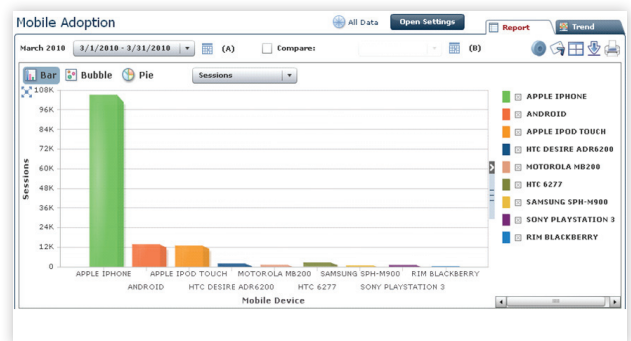 Mobile Adoption
All Data
Open Settings
Report
Trend
March 2010
3/1/2010 - 3/31/2010
(A)
Compare:
(B)
Bar
Bubble
Pie
Sessions
108K
96K
84K
72K
60K
48K
36K
24K
12K
0
Sessions
APPLE IPHONE
APPLE IPOD TOUCH
MOTOROLA MB200
SAMSUNG SPH-M900
RIM BLACKBERRY
ANDROID
HTC DESIRE ADR6200
HTC 6277
SONY PLAYSTATION 3
Mobile Device
APPLE IPHONE
ANDROID
APPLE IPOD TOUCH
HTC DESIRE ADR6200
MOTOROLA MB200
HTC 6277
SAMSUNG SPH-M900
SONY PLAYSTATION 3
RIM BLACKBERRY